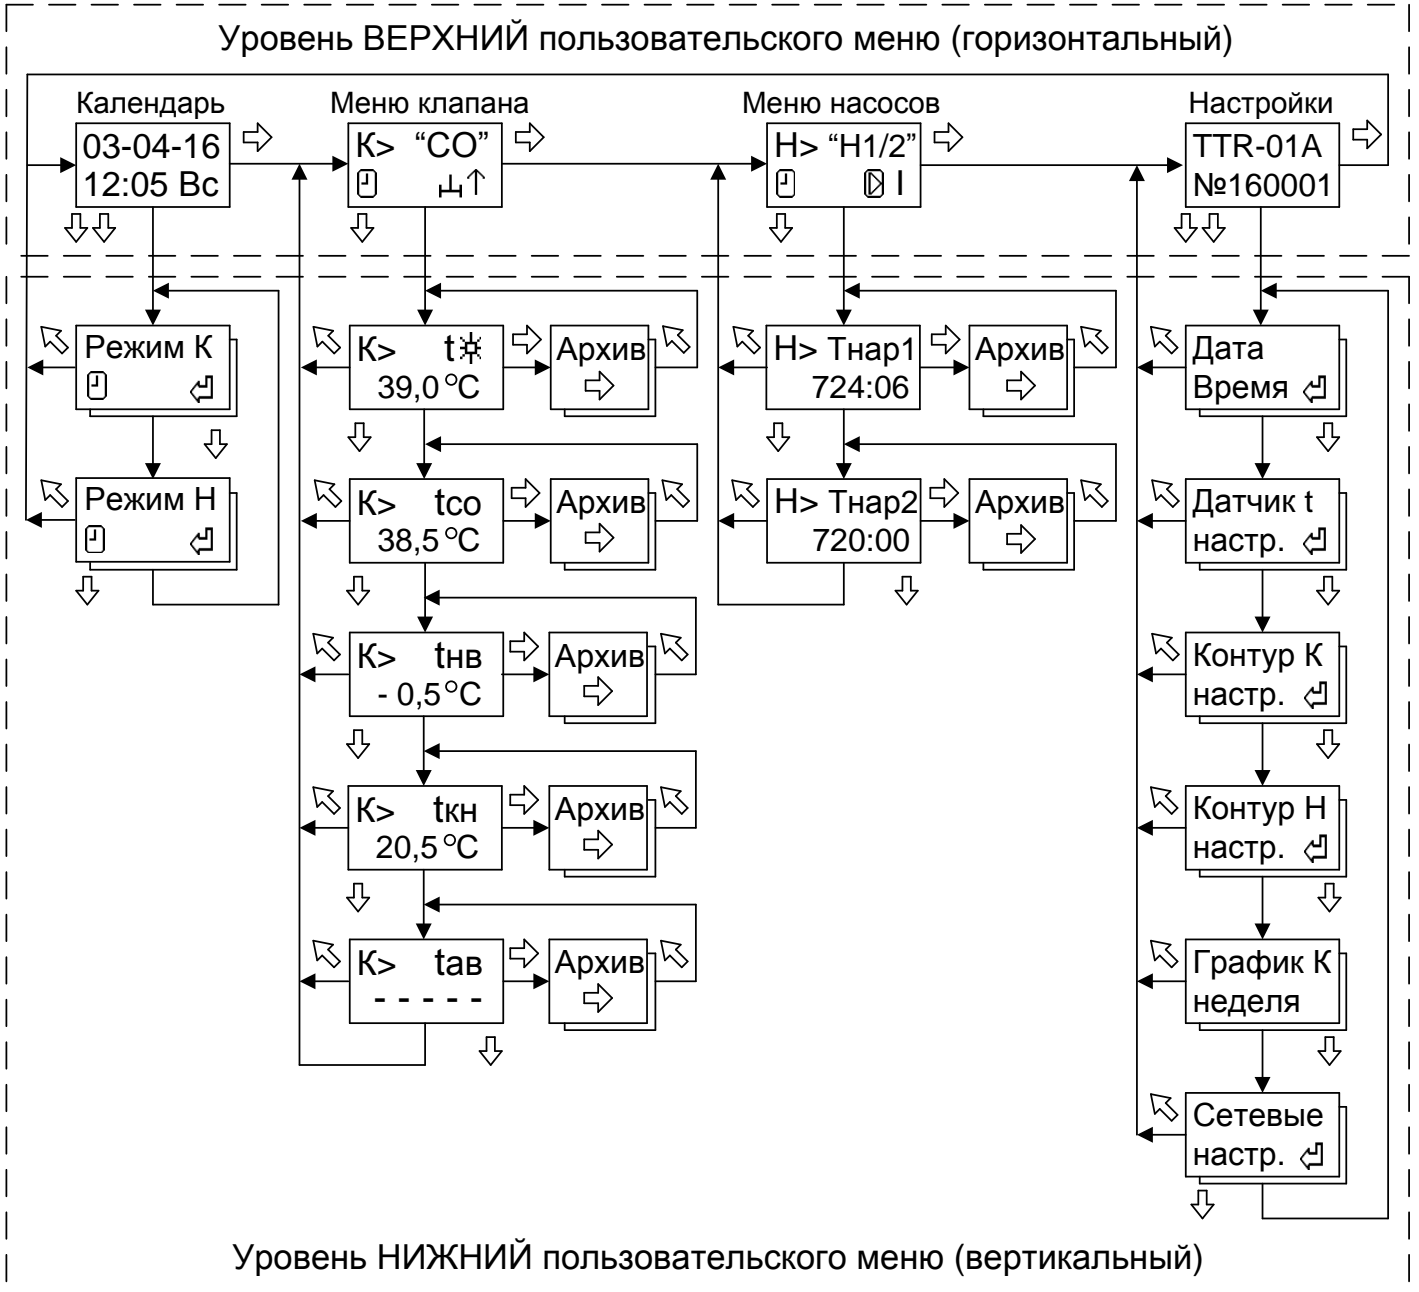 Уровень ВЕРХНИЙ пользовательского меню (горизонтальный)
Календарь
03-04-16
12:05 Вс
Меню клапана
К> “СО”
Меню насосов
Н> “Н1/2”
I
Настройки
TTR-01A
№160001
Режим К
Режим Н
К> t
39,0°С
Архив
К> tсо
38,5°С
Архив
К> tнв
- 0,5°С
Архив
К> tкн
20,5°С
Архив
К> tав
- - - - -
Архив
Н> Тнар1
724:06
Архив
Н> Тнар2
720:00
Архив
Дата
Время
Датчик t
настр.
Контур К
настр.
Контур Н
настр.
График К
неделя
Сетевые
настр.
Уровень НИЖНИЙ пользовательского меню (вертикальный)